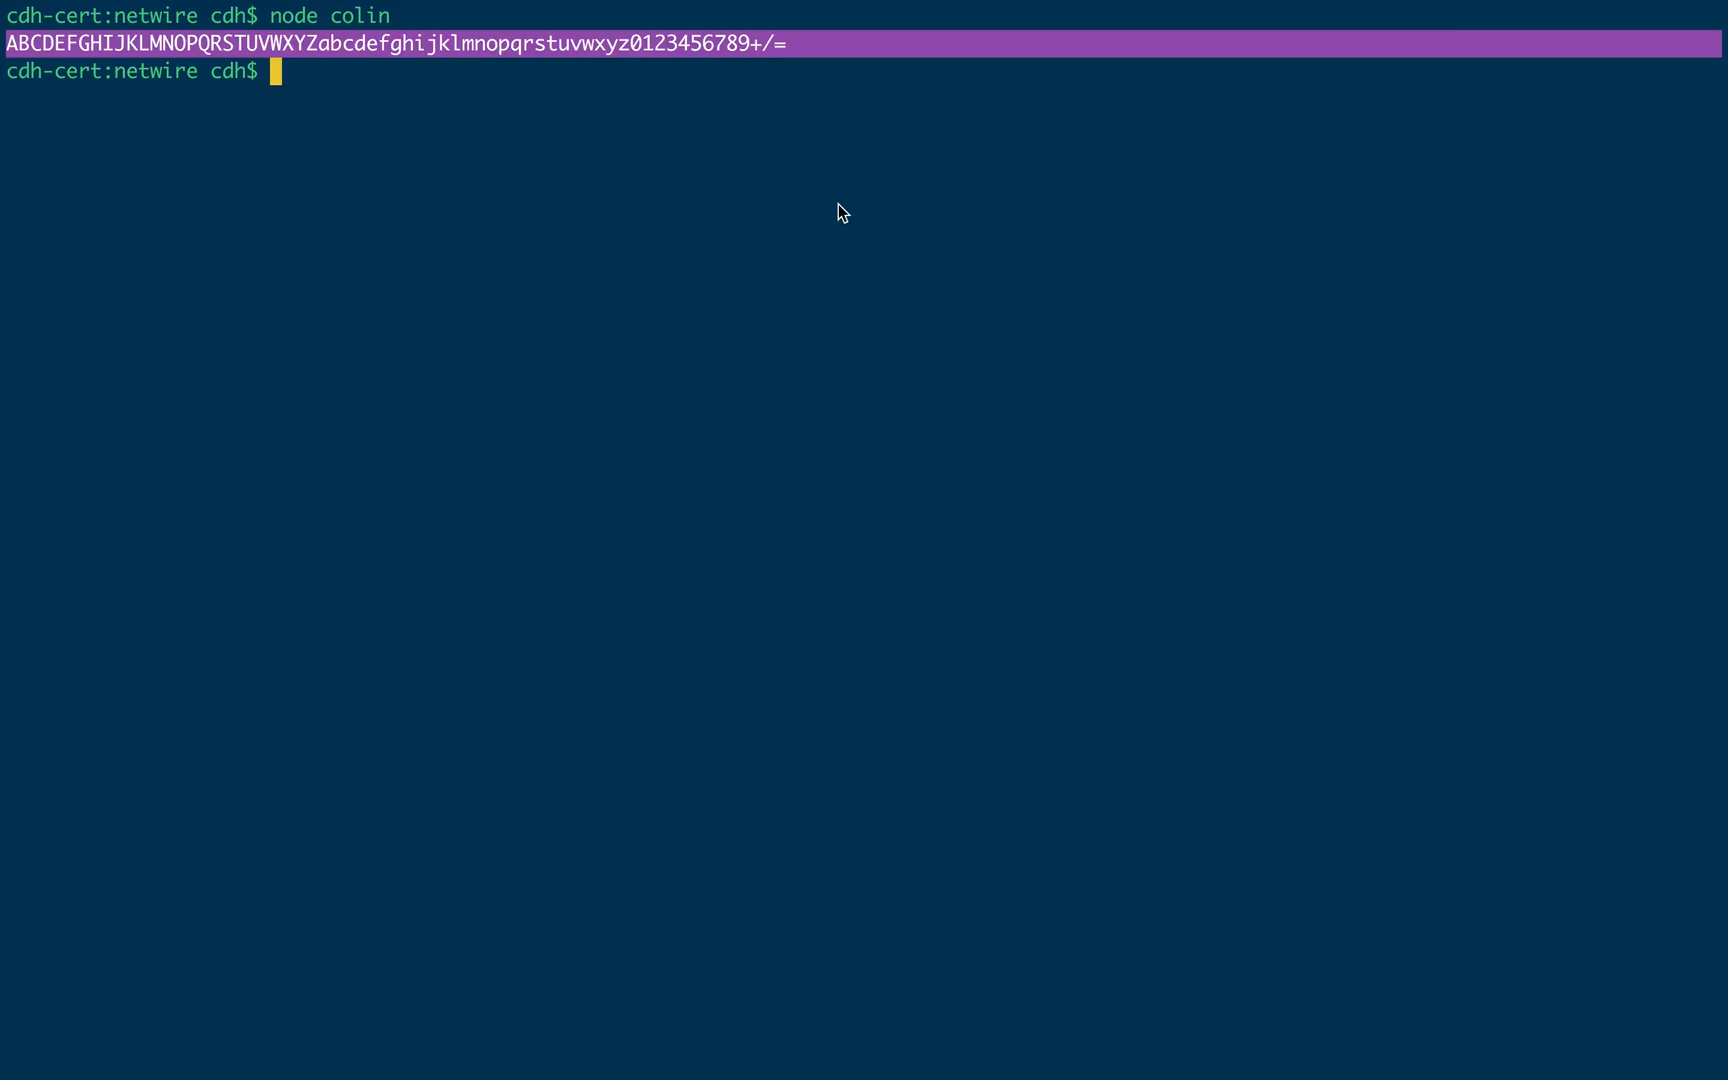 cdh-cert:netwire cdh$ node colin
ABCDEFGHIJKLMNOPQRSTUVWXYZabcdefghijklmnopqrstuvwxyz0123456789+/=
cdh-cert:netwire cdh$